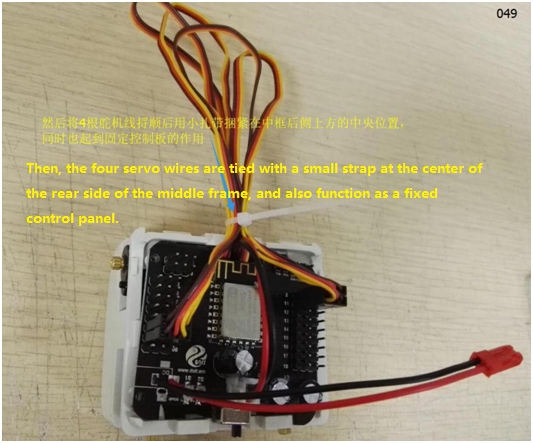 049
然后将4根舵机线捋顺后用小扎带捆紧在中框后侧上方的中央位置，
同时也起到固定控制板的作用
Then, the four servo wires are tied with a small strap at the center of
the rear side of the middle frame, and also function as a fixed
control panel.